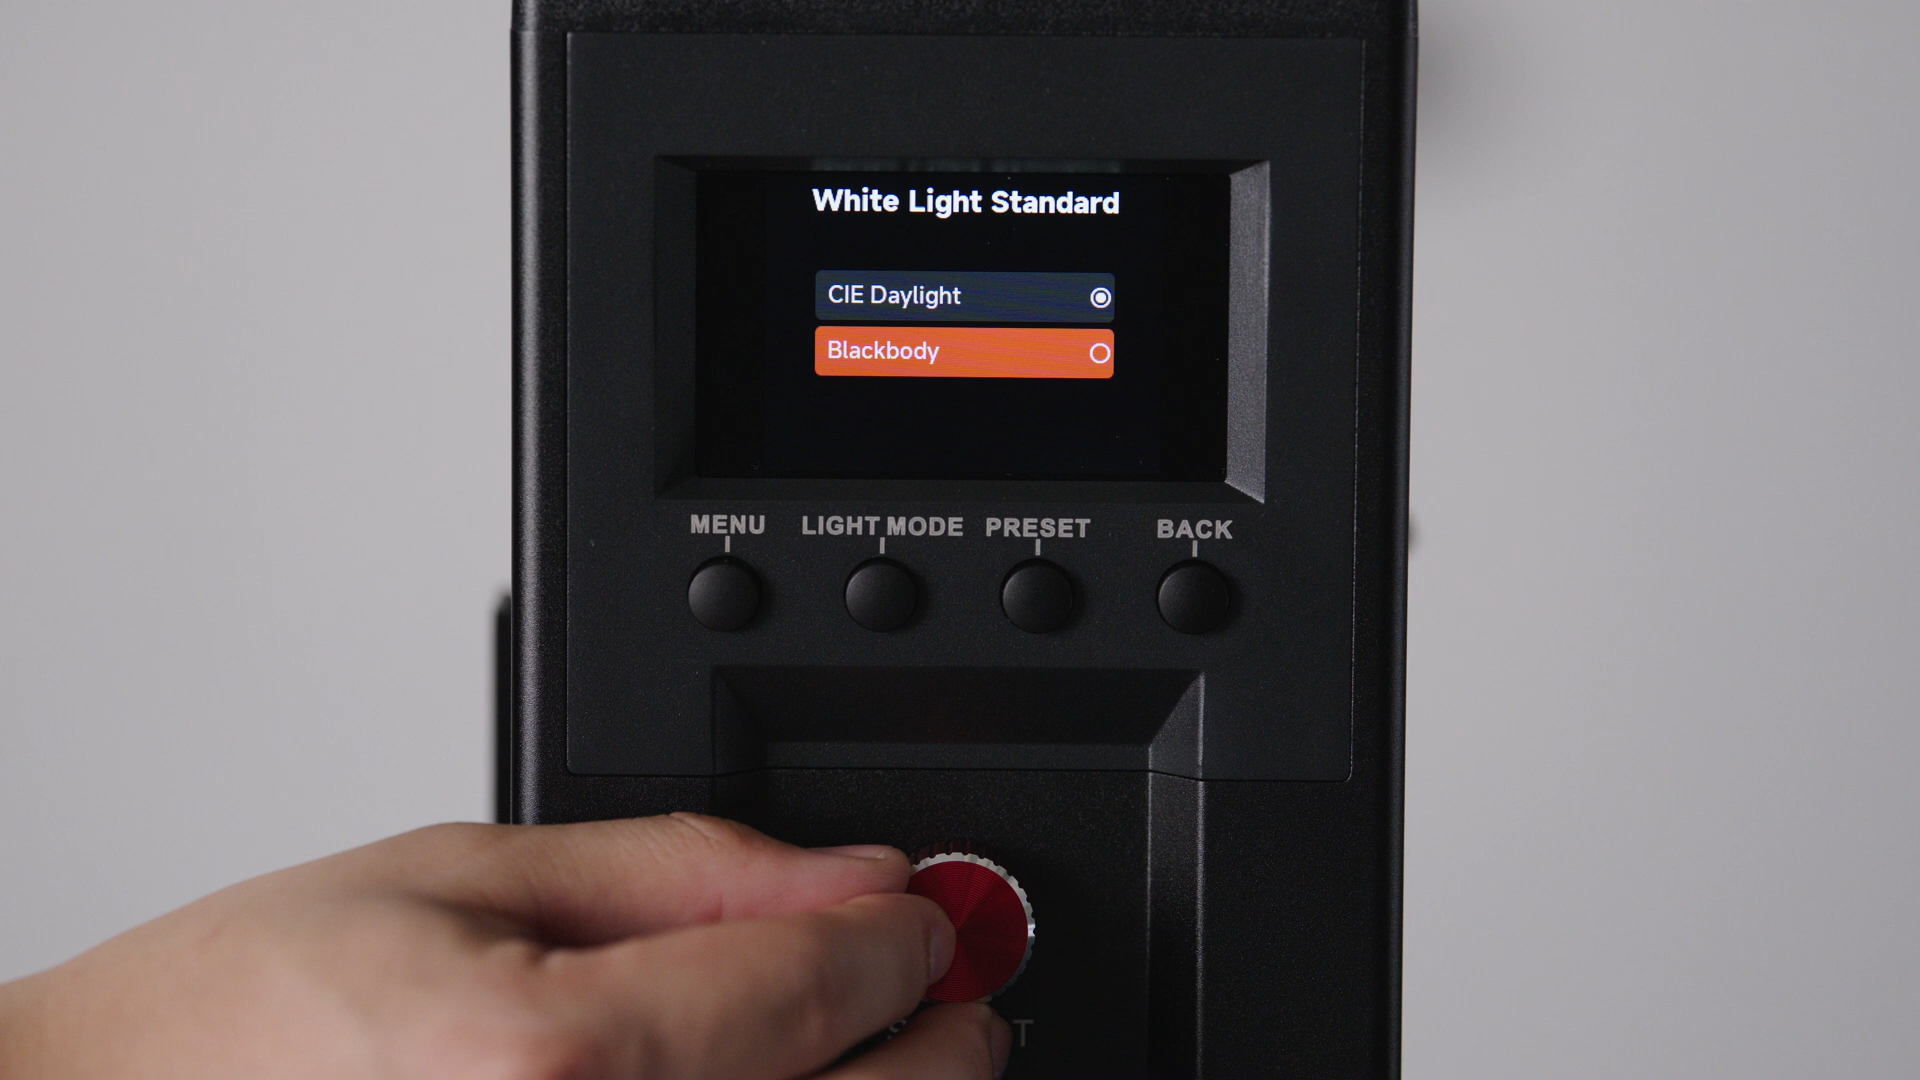 White Light Standard
CIE Daylight
Blackbody
MENU LIGHT MODE PRESET BACK